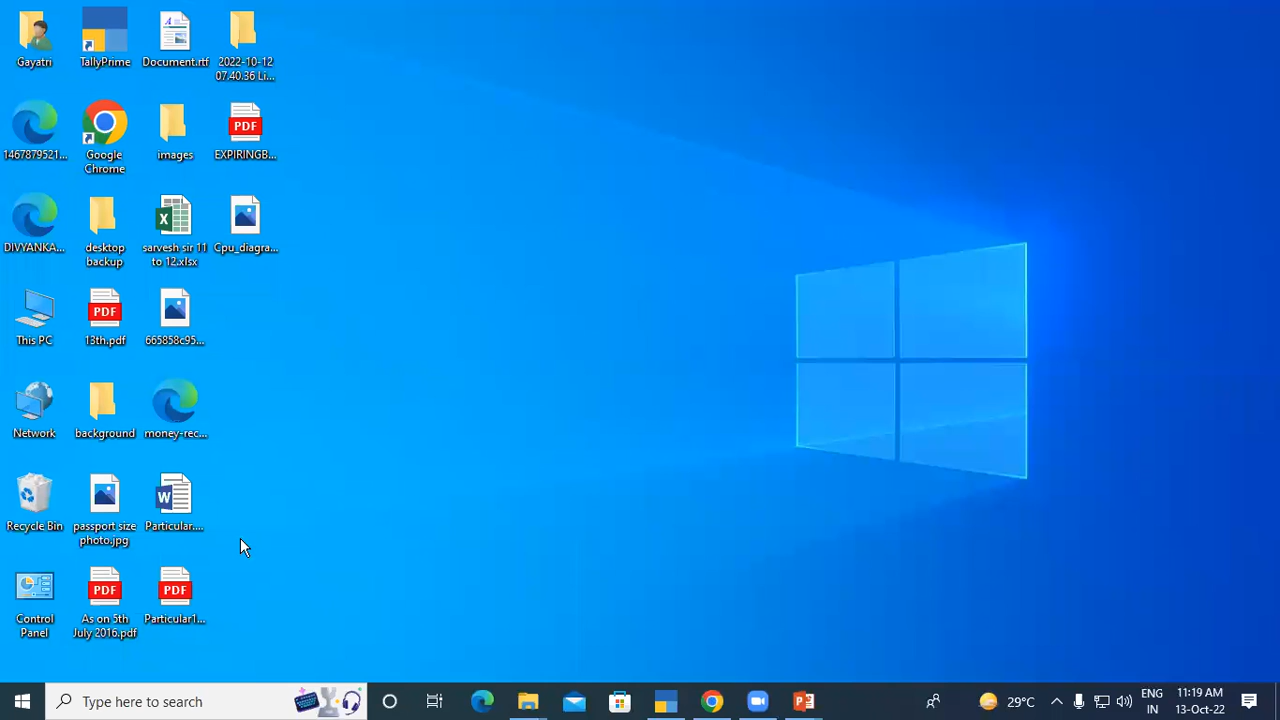 Gayatri
TallyPrime
Document.rtf
2022-10-12
07.40.36 Li...
1467879521...
Google
Chrome
images
PDF
EXPIRINGB...
DIVYANKA...
desktop
backup
sarvesh sir 11
to 12.xlsx
Cpu_diagra...
This PC
PDF
13th.pdf
665858c95...
Network
background
money-rec...
Recycle Bin
passport size
photo.jpg
W
Particular....
Control
Panel
PDF
As on 5th
July 2016.pdf
PDF
Particular1...
Type here to search
29°C
ENG
IN
11:19 AM
13-Oct-22